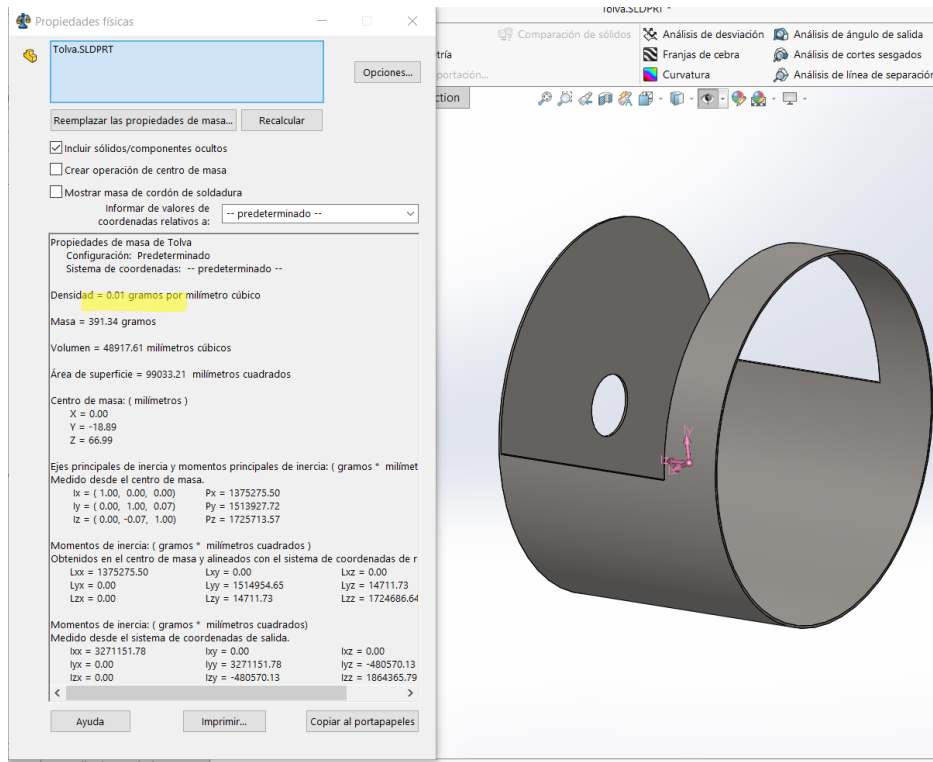 Tolva.SLDPRT *
Propiedades físicas
Comparación de sólidos
Análisis de desviación
Análisis de ángulo de salida
tría
Franjas de cebra
Análisis de cortes sesgados
portación...
Curvatura
Análisis de línea de separación
ction
Tolva.SLDPRT
Opciones...
Reemplazar las propiedades de masa...
Recalcular
Incluir sólidos/componentes ocultos
Crear operación de centro de masa
Mostrar masa de cordón de soldadura
Informar de valores de
coordenadas relativos a:
-- predeterminado --
Propiedades de masa de Tolva
Configuración: Predeterminado
Sistema de coordenadas: -- predeterminado --
Densidad = 0.01 gramos por milímetro cúbico
Masa = 391.34 gramos
Volumen = 48917.61 milímetros cúbicos
Área de superficie = 99033.21 milímetros cuadrados
Centro de masa: ( milímetros )
X = 0.00
Y = -18.89
Z = 66.99
Ejes principales de inercia y momentos principales de inercia: ( gramos * milímet
Medido desde el centro de masa.
Ix = ( 1.00, 0.00, 0.00) Px = 1375275.50
Iy = ( 0.00, 1.00, 0.07) Py = 1513927.72
Iz = ( 0.00, -0.07, 1.00) Pz = 1725713.57
Momentos de inercia: ( gramos * milímetros cuadrados )
Obtenidos en el centro de masa y alineados con el sistema de coordenadas de r
Lxx = 1375275.50 Lxy = 0.00 Lxz = 0.00
Lyx = 0.00 Lyy = 1514954.65 Lyz = 14711.73
Lzx = 0.00 Lzy = 14711.73 Lzz = 1724686.64
Momentos de inercia: ( gramos * milímetros cuadrados)
Medido desde el sistema de coordenadas de salida.
Ixx = 3271151.78 Ixy = 0.00 Ixz = 0.00
Iyx = 0.00 Iyy = 3271151.78 Iyz = -480570.13
Izx = 0.00 Izy = -480570.13 Izz = 1864365.79
Ayuda
Imprimir...
Copiar al portapapeles